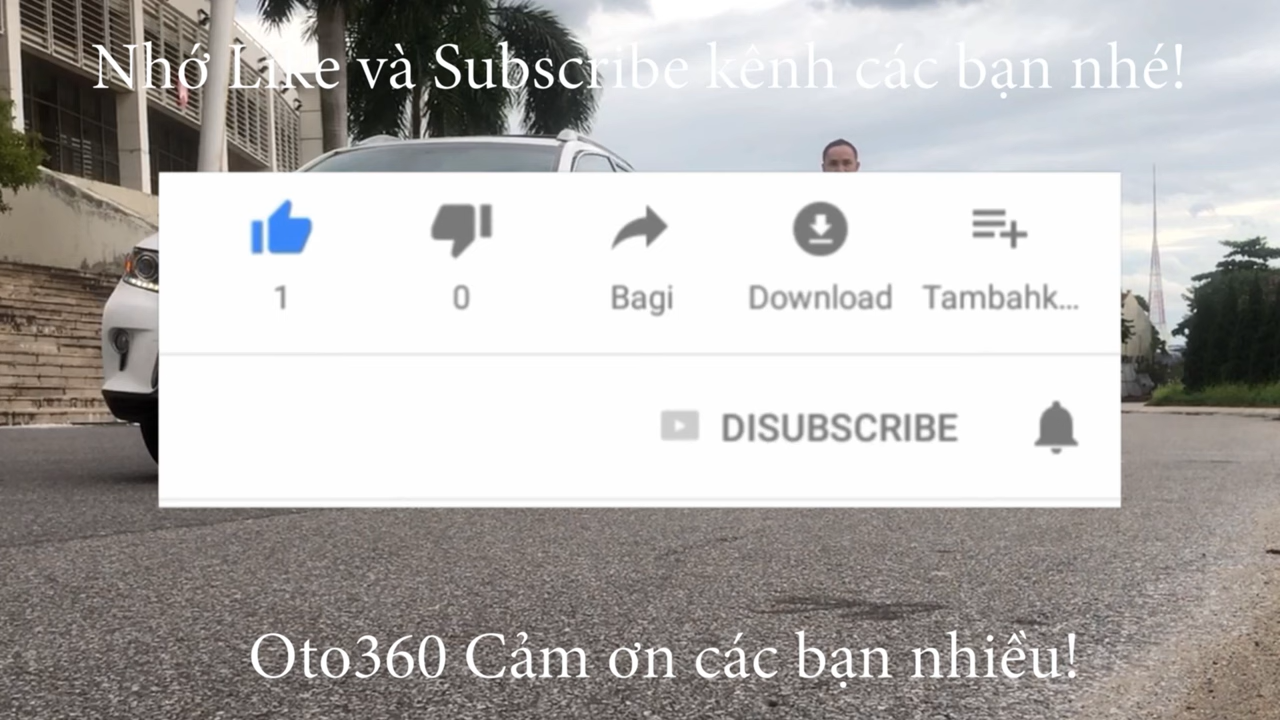 Nhớ Like và Subscribe kênh các bạn nhé!
1 0 Bagi Download Tambahk...
DISUBSCRIBE
Oto360 Cảm ơn các bạn nhiều!